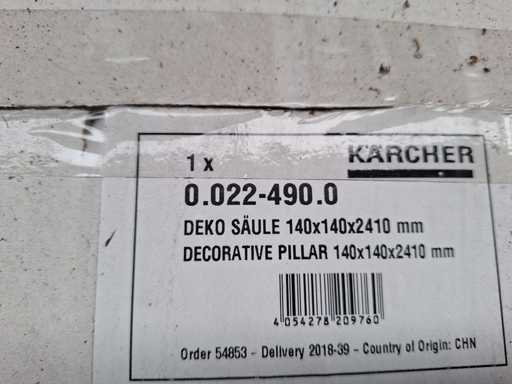 1 x KÄRCHER
0.022-490.0
DEKO SÄULE 140x140x2410 mm
DECORATIVE PILLAR 140x140x2410 mm
4 054278 209760
Order 54853 - Delivery 2018-39 - Country of Origin: CHN